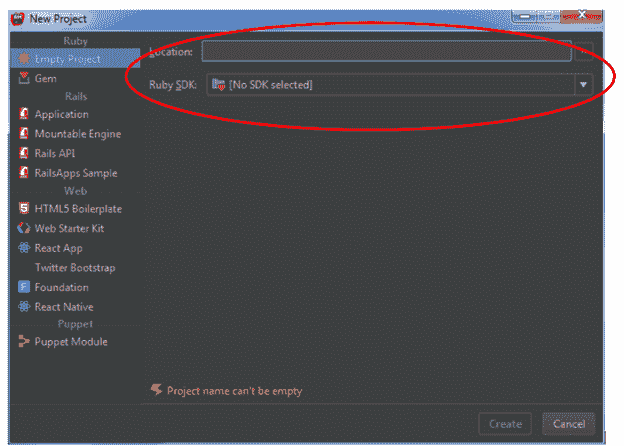 New Project
Ruby
Empty Project
Gem
Rails
Application
Mountable Engine
Rails API
RailsApps Sample
Web
HTML5 Boilerplate
Web Starter Kit
React App
Twitter Bootstrap
Foundation
React Native
Puppet
Puppet Module
Location:
Ruby SDK: [No SDK selected]
Project name can't be empty
Create Cancel